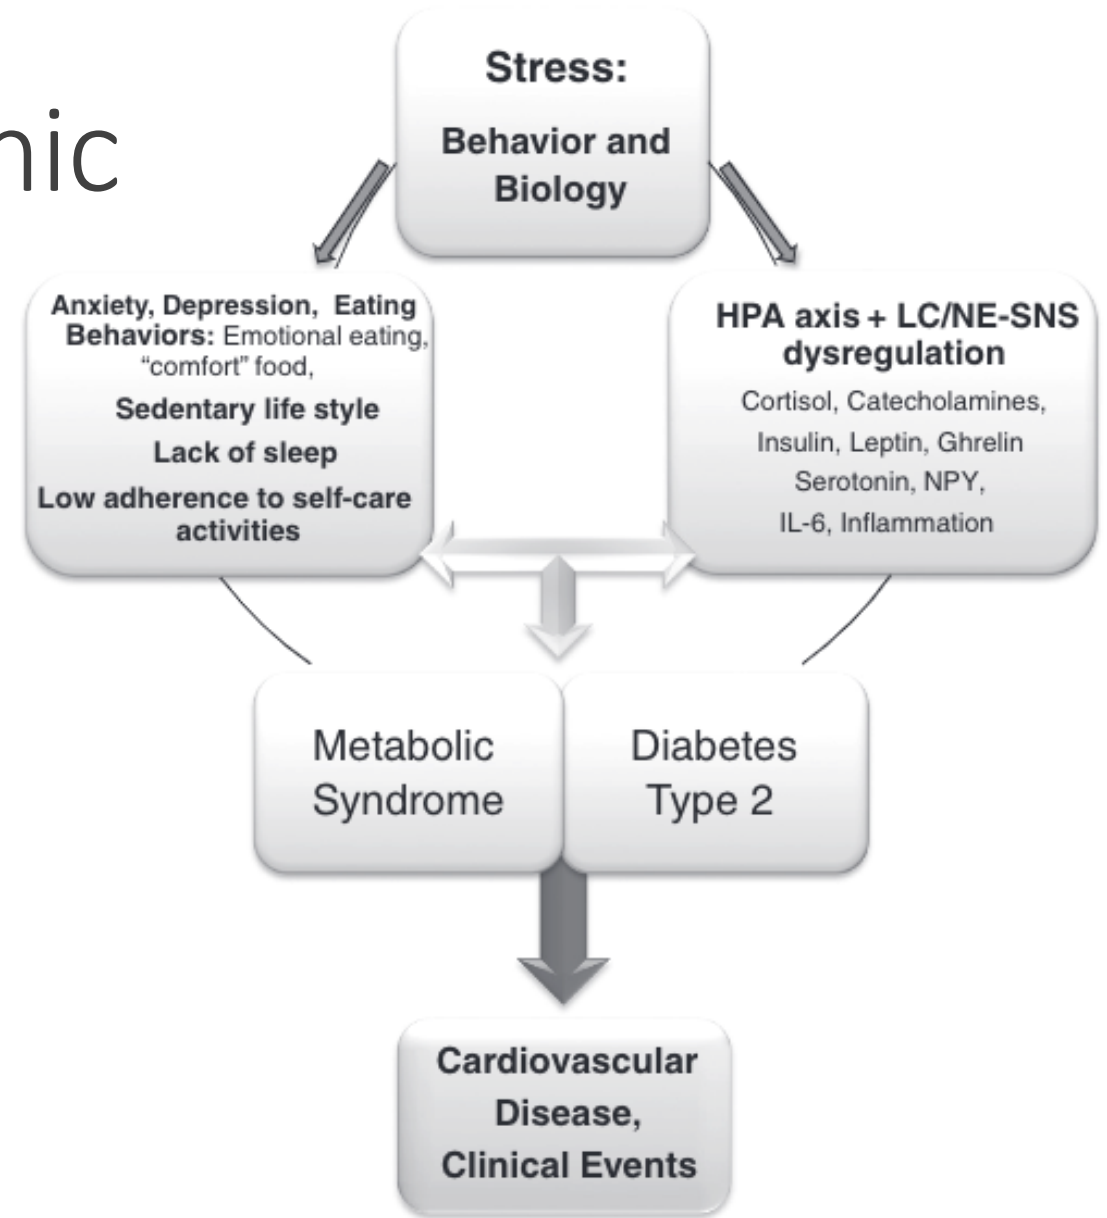 nic
Stress:
Behavior and
Biology
Anxiety, Depression, Eating
Behaviors: Emotional eating,
“comfort” food,
Sedentary life style
Lack of sleep
Low adherence to self-care
activities
HPA axis + LC/NE-SNS
dysregulation
Cortisol, Catecholamines,
Insulin, Leptin, Ghrelin
Serotonin, NPY,
IL-6, Inflammation
Metabolic
Syndrome
Diabetes
Type 2
Cardiovascular
Disease,
Clinical Events